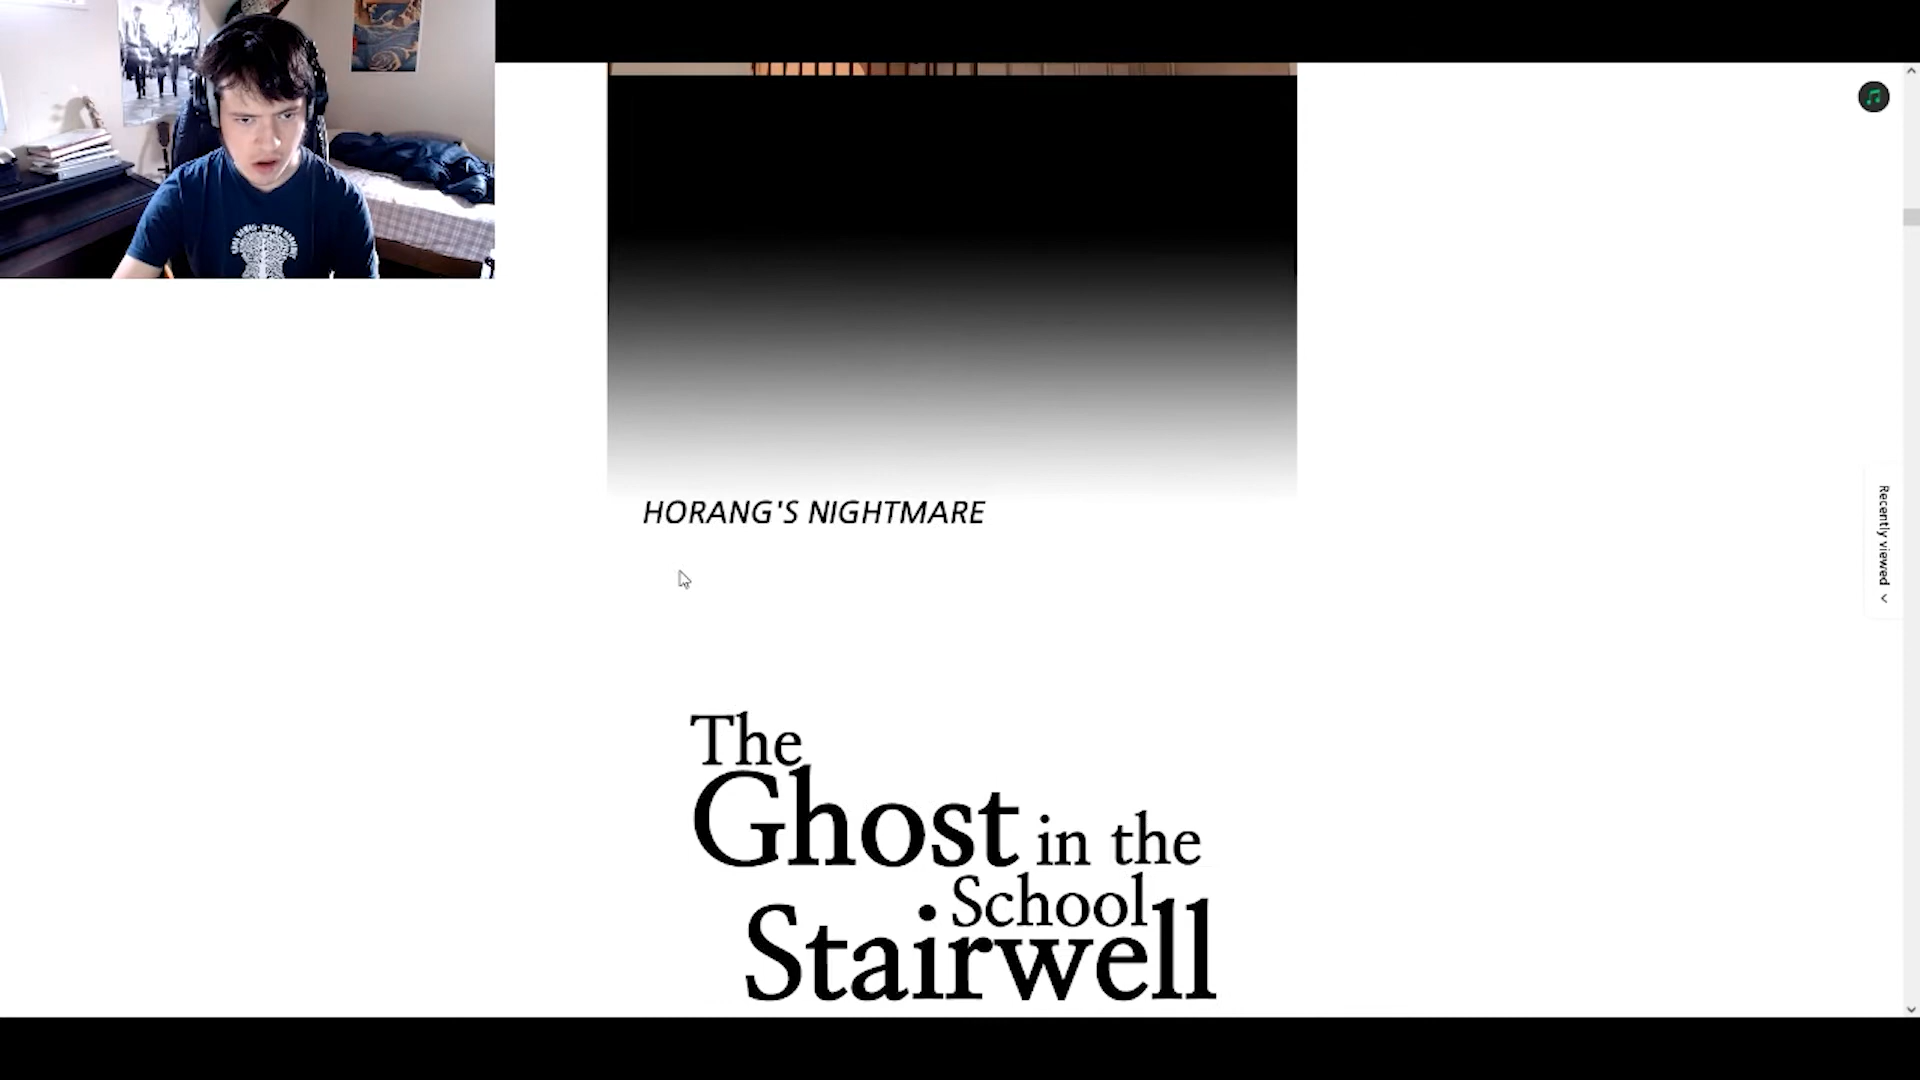 HORANG'S NIGHTMARE
The
Ghost in the
School
Stairwell
Recently viewed